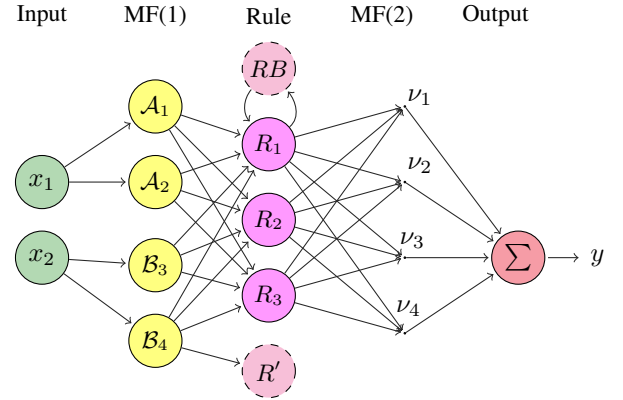 Input MF(1) Rule MF(2) Output
RB
𝒜₁
ν₁
R₁
x₁
𝒜₂
ν₂
R₂
x₂
ℬ₃
ν₃
∑
y
R₃
ν₄
ℬ₄
R′